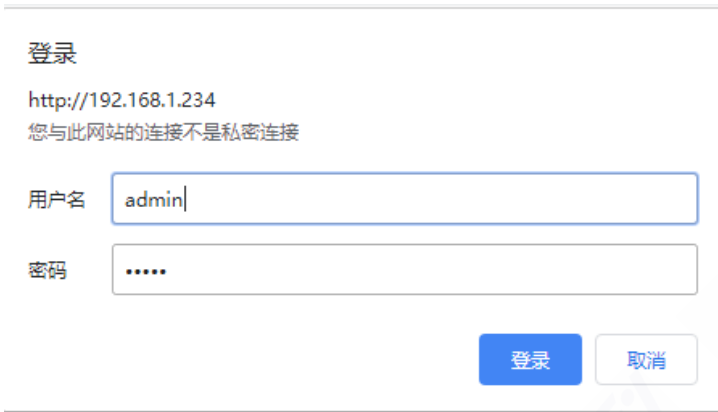 登录
http://192.168.1.234
您与此网站的连接不是私密连接
用户名 admin
密码 •••••
登录 取消